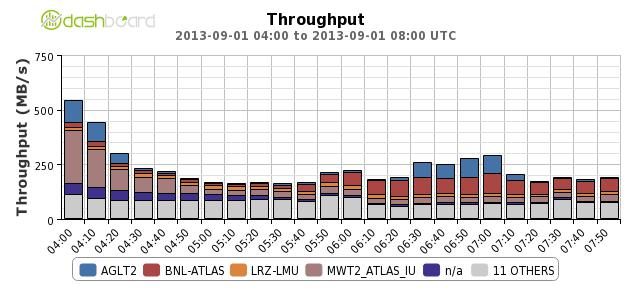 dashboard
Throughput
2013-09-01 04:00 to 2013-09-01 08:00 UTC
Throughput (MB/s)
750
500
250
0
04:00 04:10 04:20 04:30 04:40 04:50 05:00 05:10 05:20 05:30 05:40 05:50 06:00 06:10 06:20 06:30 06:40 06:50 07:00 07:10 07:20 07:30 07:40 07:50
AGLT2 BNL-ATLAS LRZ-LMU MWT2_ATLAS_IU n/a 11 OTHERS